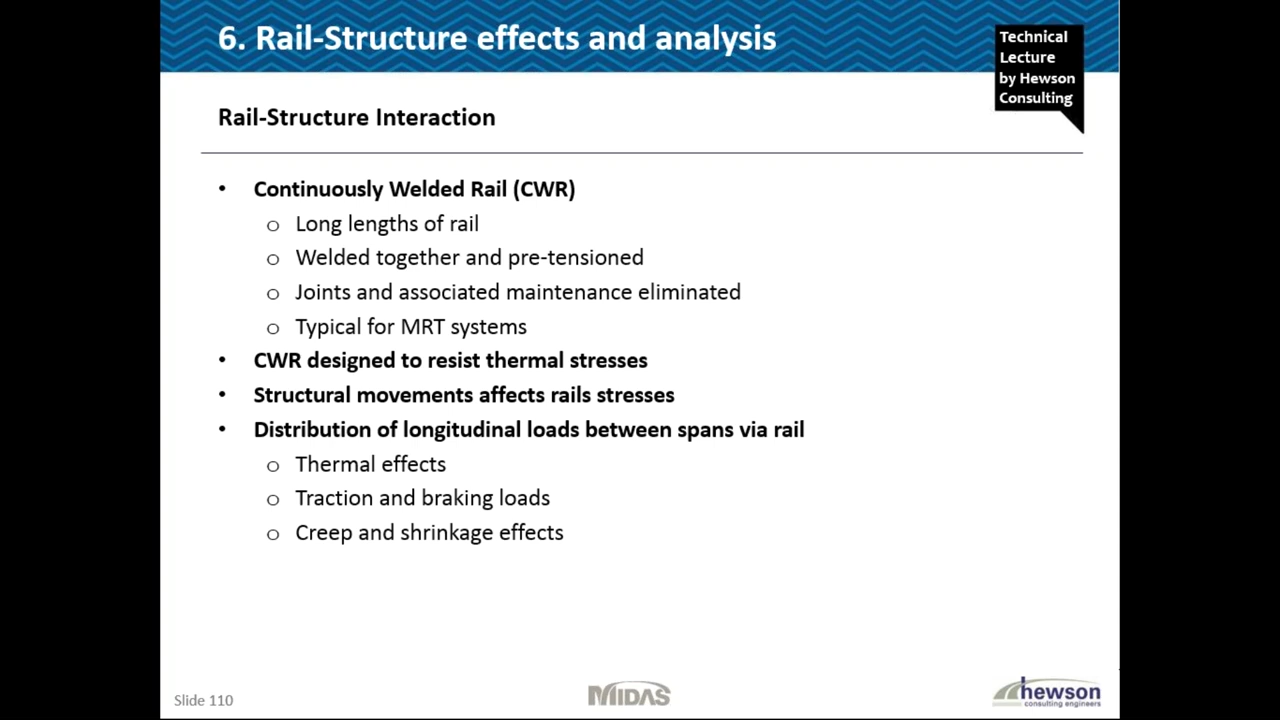 6. Rail-Structure effects and analysis
Technical
Lecture
by Hewson
Consulting
Rail-Structure Interaction
• Continuously Welded Rail (CWR)
o Long lengths of rail
o Welded together and pre-tensioned
o Joints and associated maintenance eliminated
o Typical for MRT systems
• CWR designed to resist thermal stresses
• Structural movements affects rails stresses
• Distribution of longitudinal loads between spans via rail
o Thermal effects
o Traction and braking loads
o Creep and shrinkage effects
Slide 110
MIDAS
hewson
consulting engineers